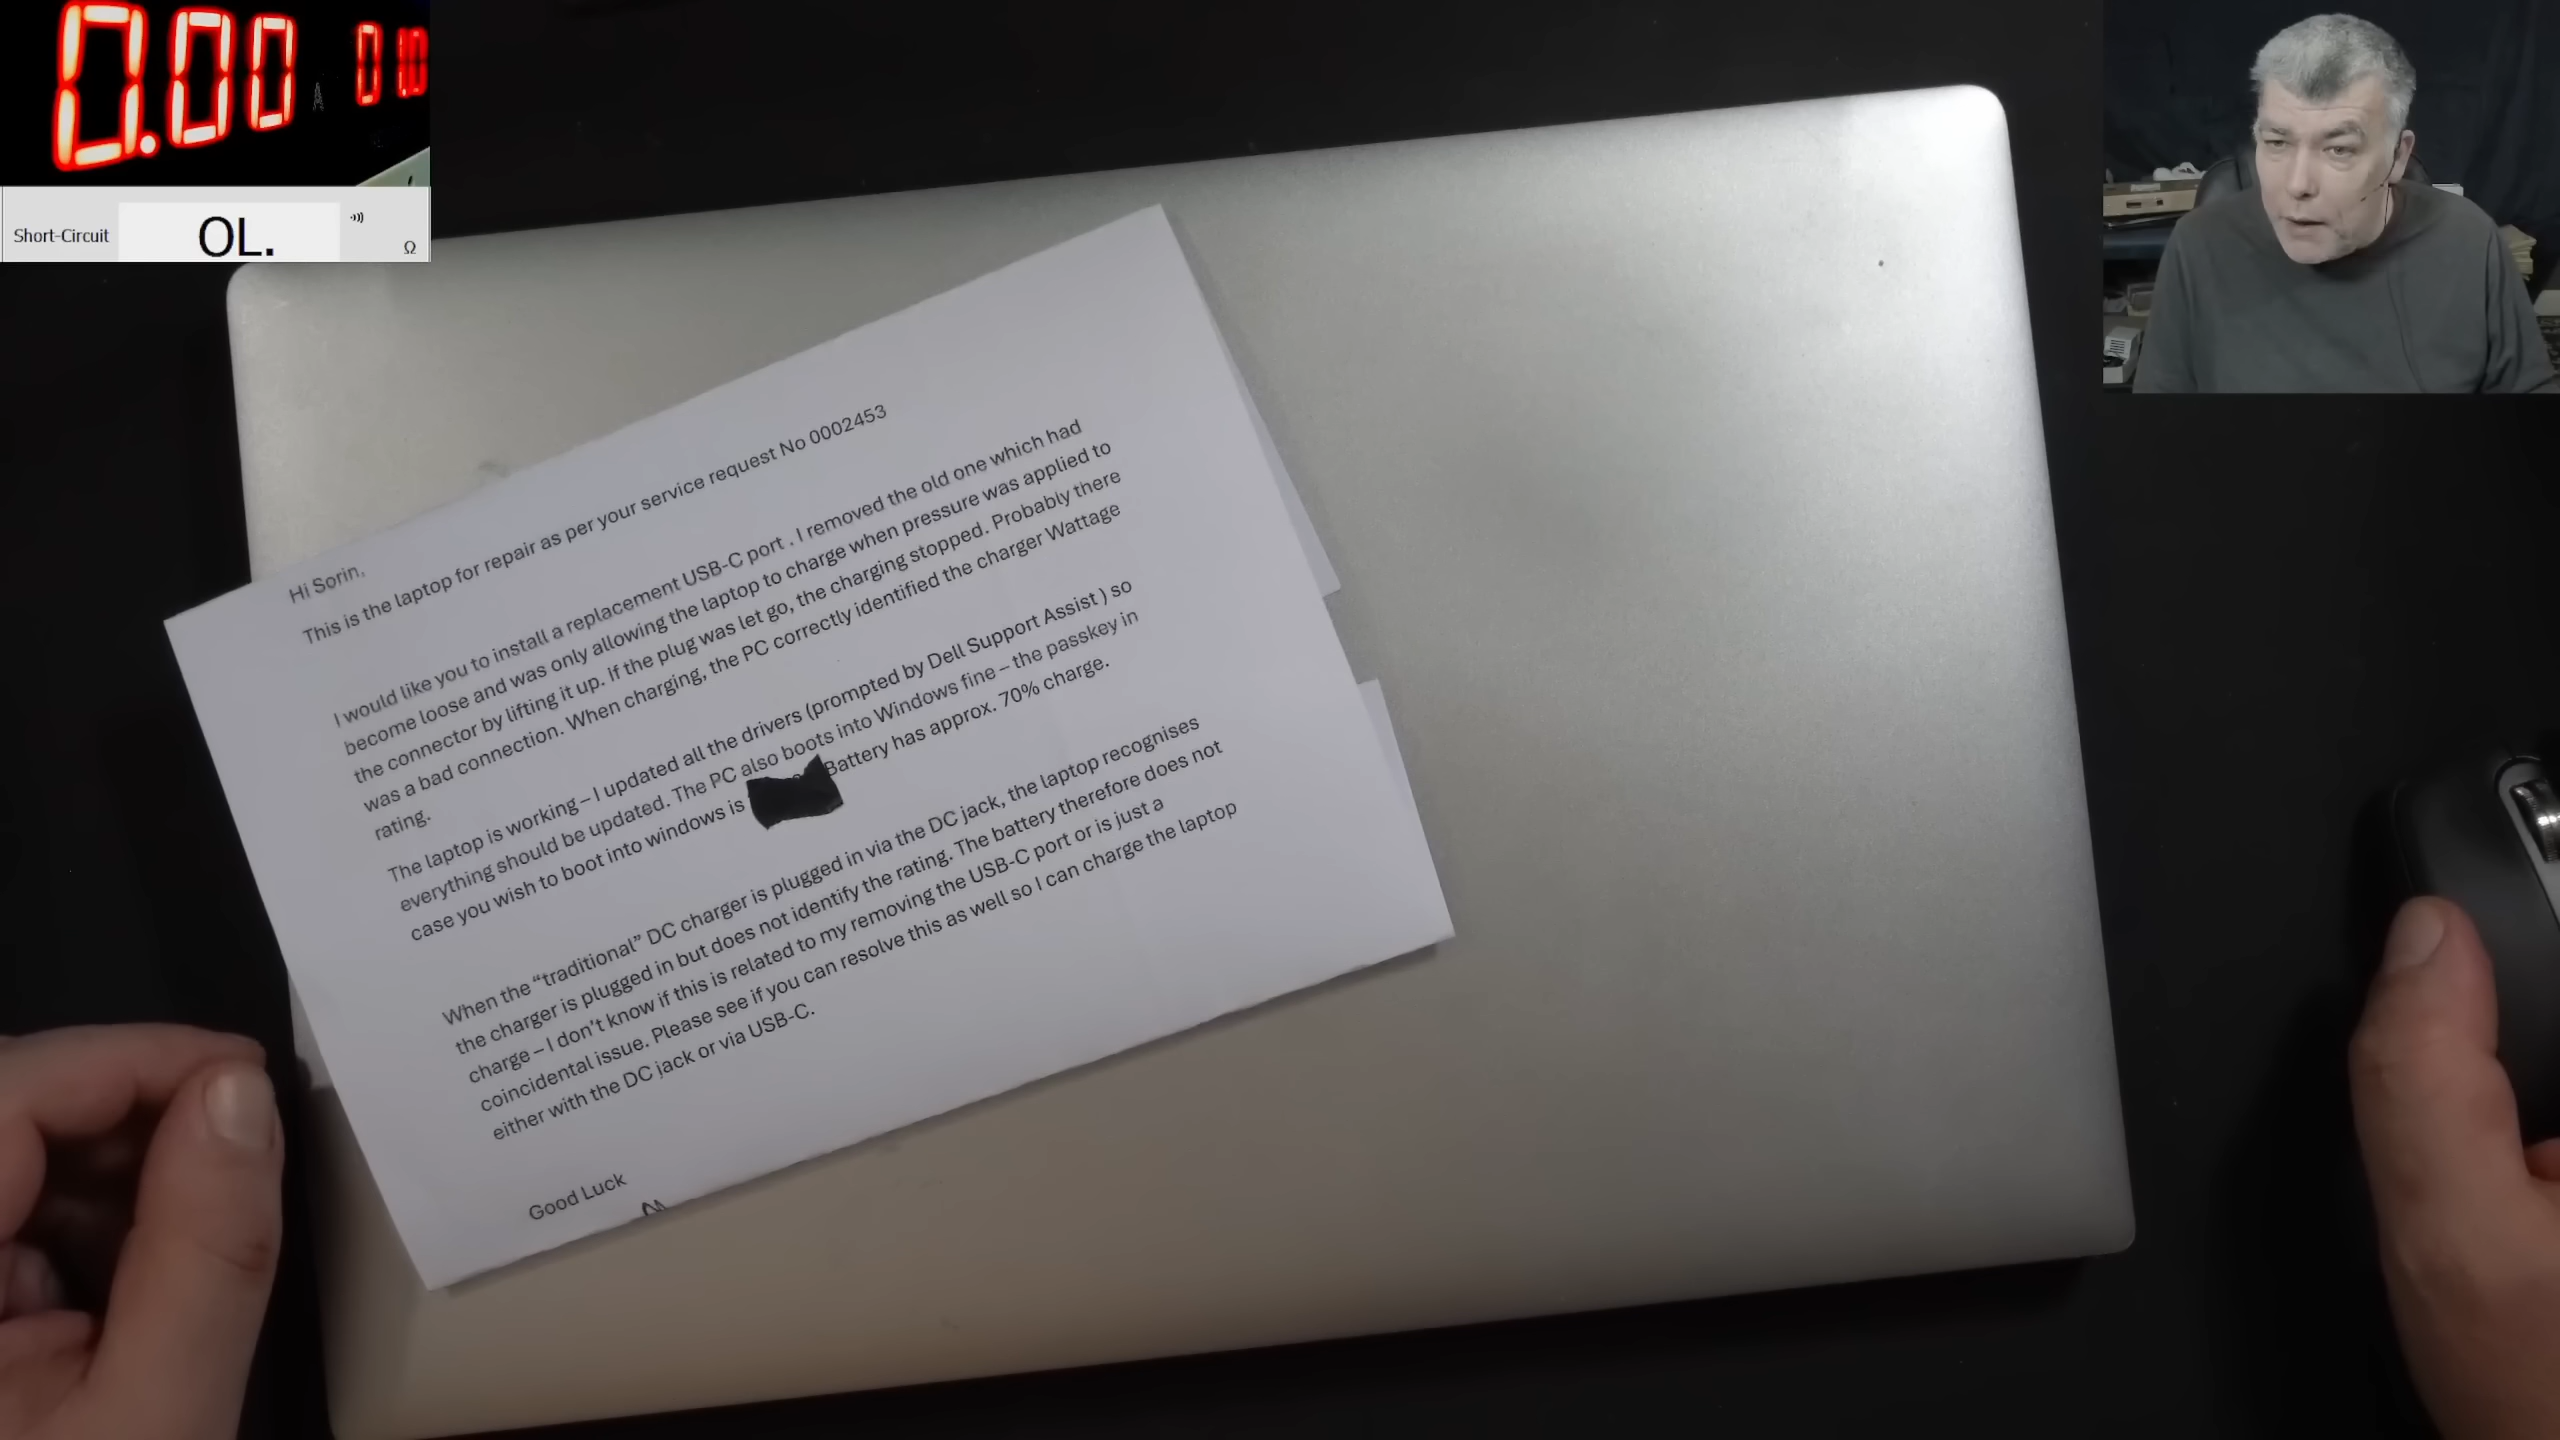 0.00 A
Short-Circuit OL. Ω
Hi Sorin,
This is the laptop for repair as per your service request No 0002453
I would like you to install a replacement USB-C port . I removed the old one which had
become loose and was only allowing the laptop to charge when pressure was applied to
the connector by lifting it up. If the plug was let go, the charging stopped. Probably there
was a bad connection. When charging, the PC correctly identified the charger Wattage
rating.
The laptop is working – I updated all the drivers (prompted by Dell Support Assist ) so
everything should be updated. The PC also boots into Windows fine – the passkey in
case you wish to boot into windows is Battery has approx. 70% charge.
When the “traditional” DC charger is plugged in via the DC jack, the laptop recognises
the charger is plugged in but does not identify the rating. The battery therefore does not
charge – I don’t know if this is related to my removing the USB-C port or is just a
coincidental issue. Please see if you can resolve this as well so I can charge the laptop
either with the DC jack or via USB-C.
Good Luck